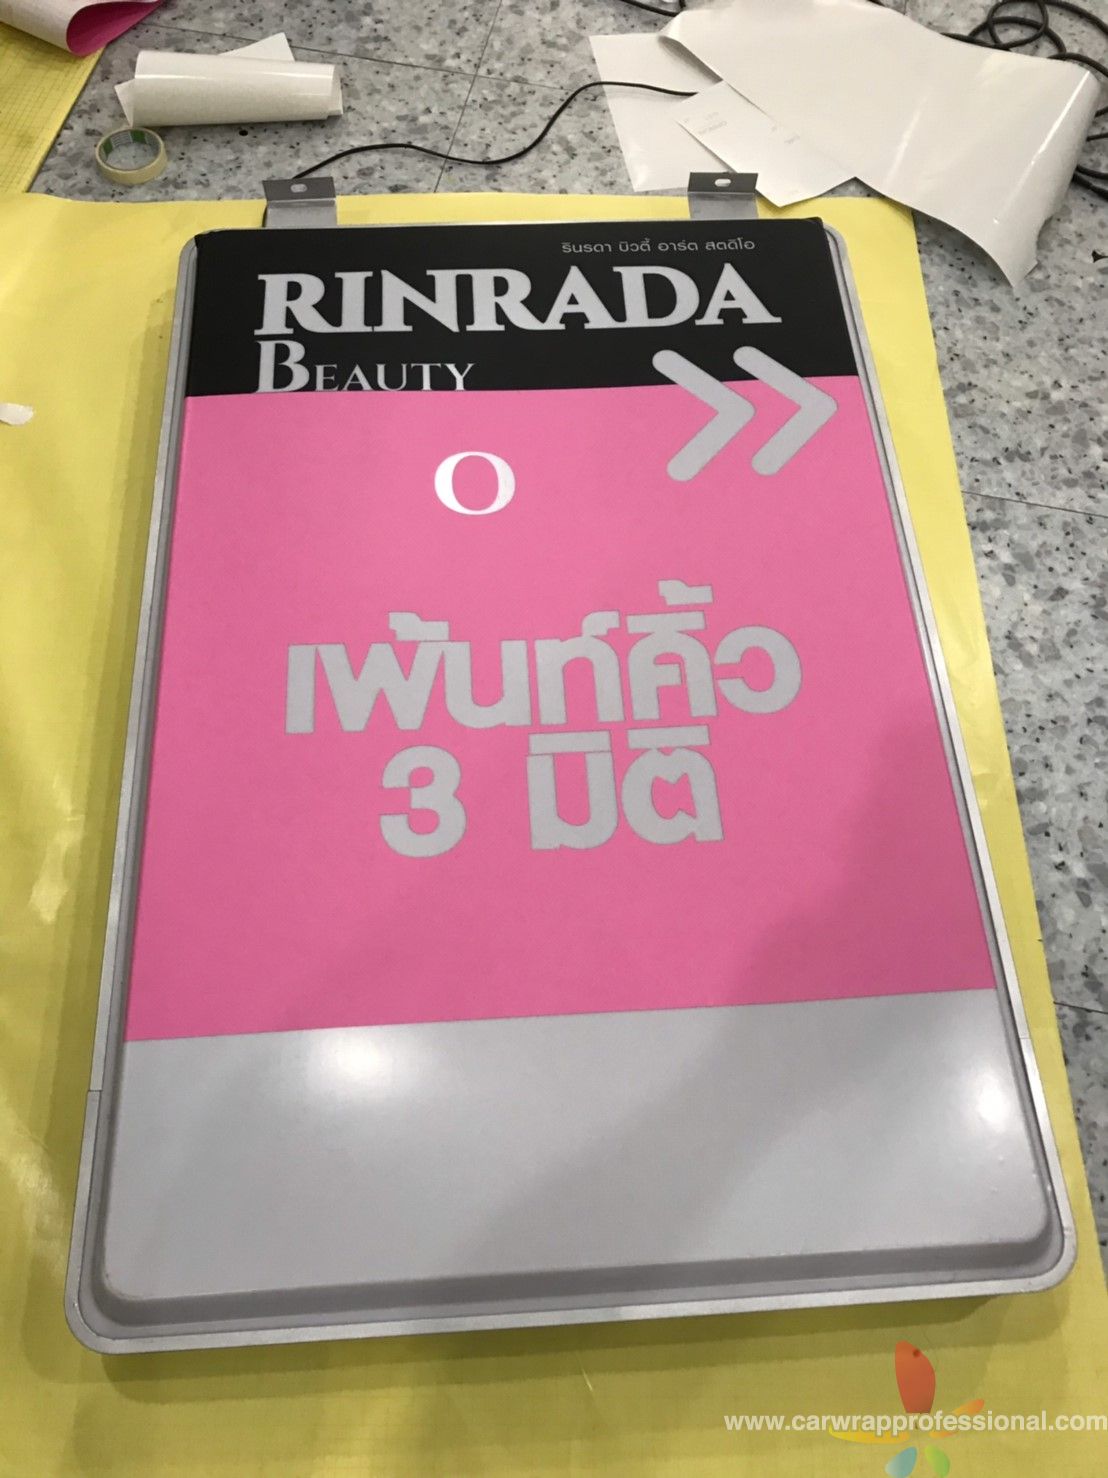 รินรดา บิวตี้ อาร์ต สตดิโอ
RINRADA
BEAUTY
O
เพ้นท์คิ้ว
3 มิติ
www.carwrapprofessional.com